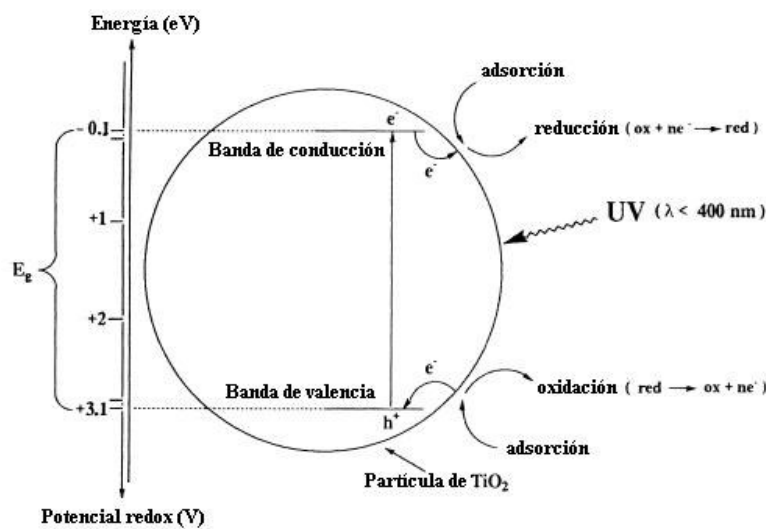 Energía (eV)
adsorción
- 0.1
e⁻
reducción ( ox + ne⁻ → red)
Banda de conducción
e⁻
+1
UV ( λ < 400 nm)
E_g
+2
e⁻
Banda de valencia
oxidación ( red → ox + ne⁻)
+3.1
h⁺
adsorción
Partícula de TiO₂
Potencial redox (V)